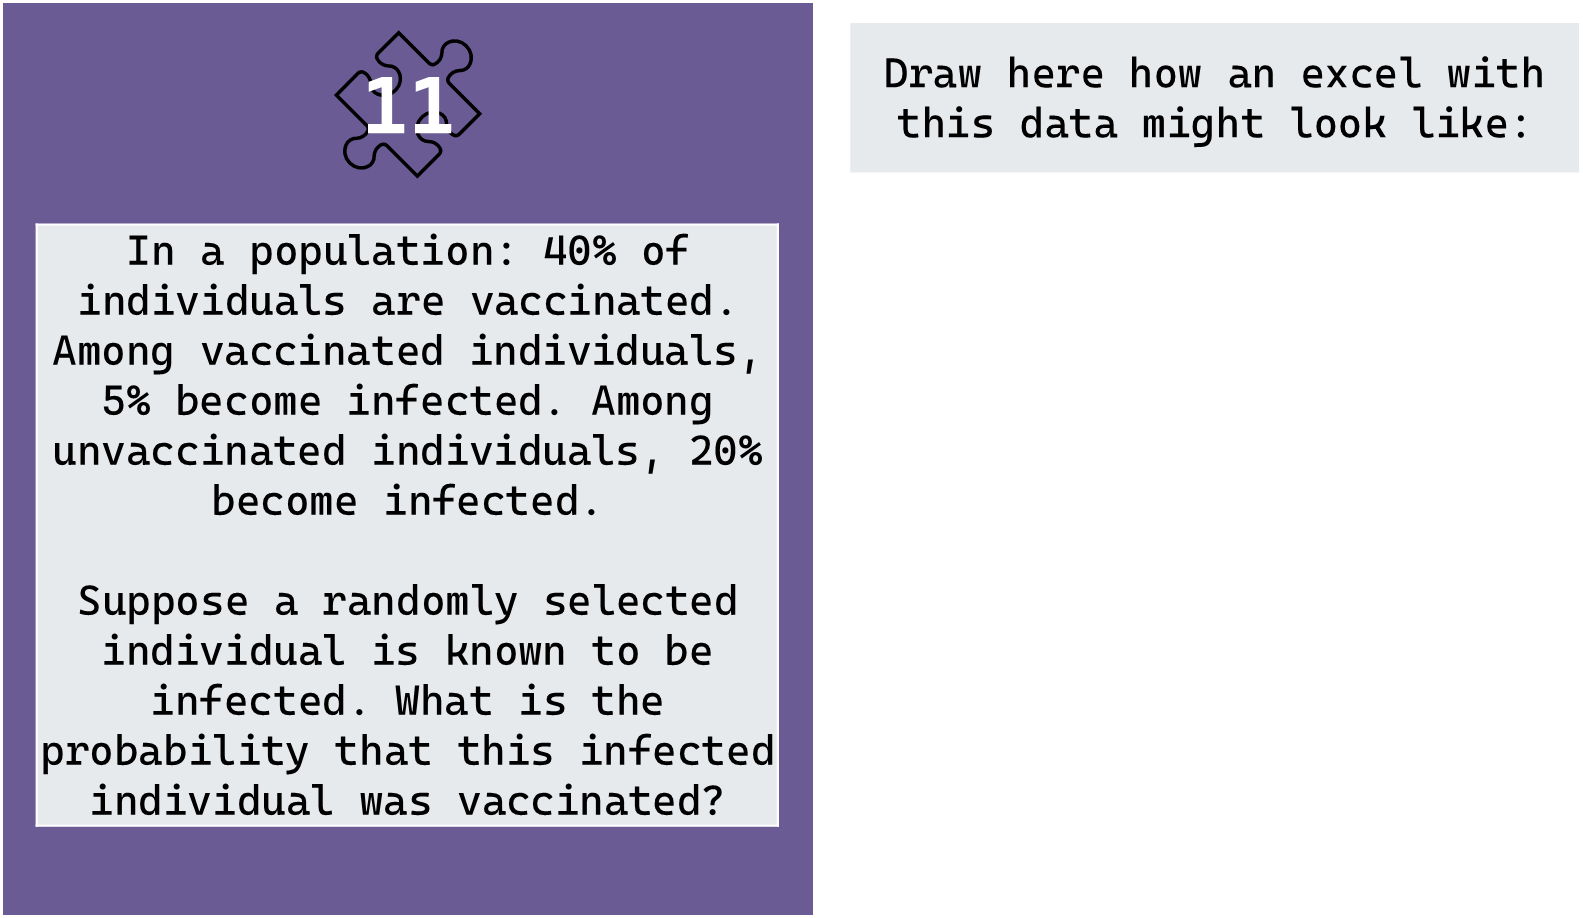 11
In a population: 40% of
individuals are vaccinated.
Among vaccinated individuals,
5% become infected. Among
unvaccinated individuals, 20%
become infected.
Suppose a randomly selected
individual is known to be
infected. What is the
probability that this infected
individual was vaccinated?
Draw here how an excel with
this data might look like: